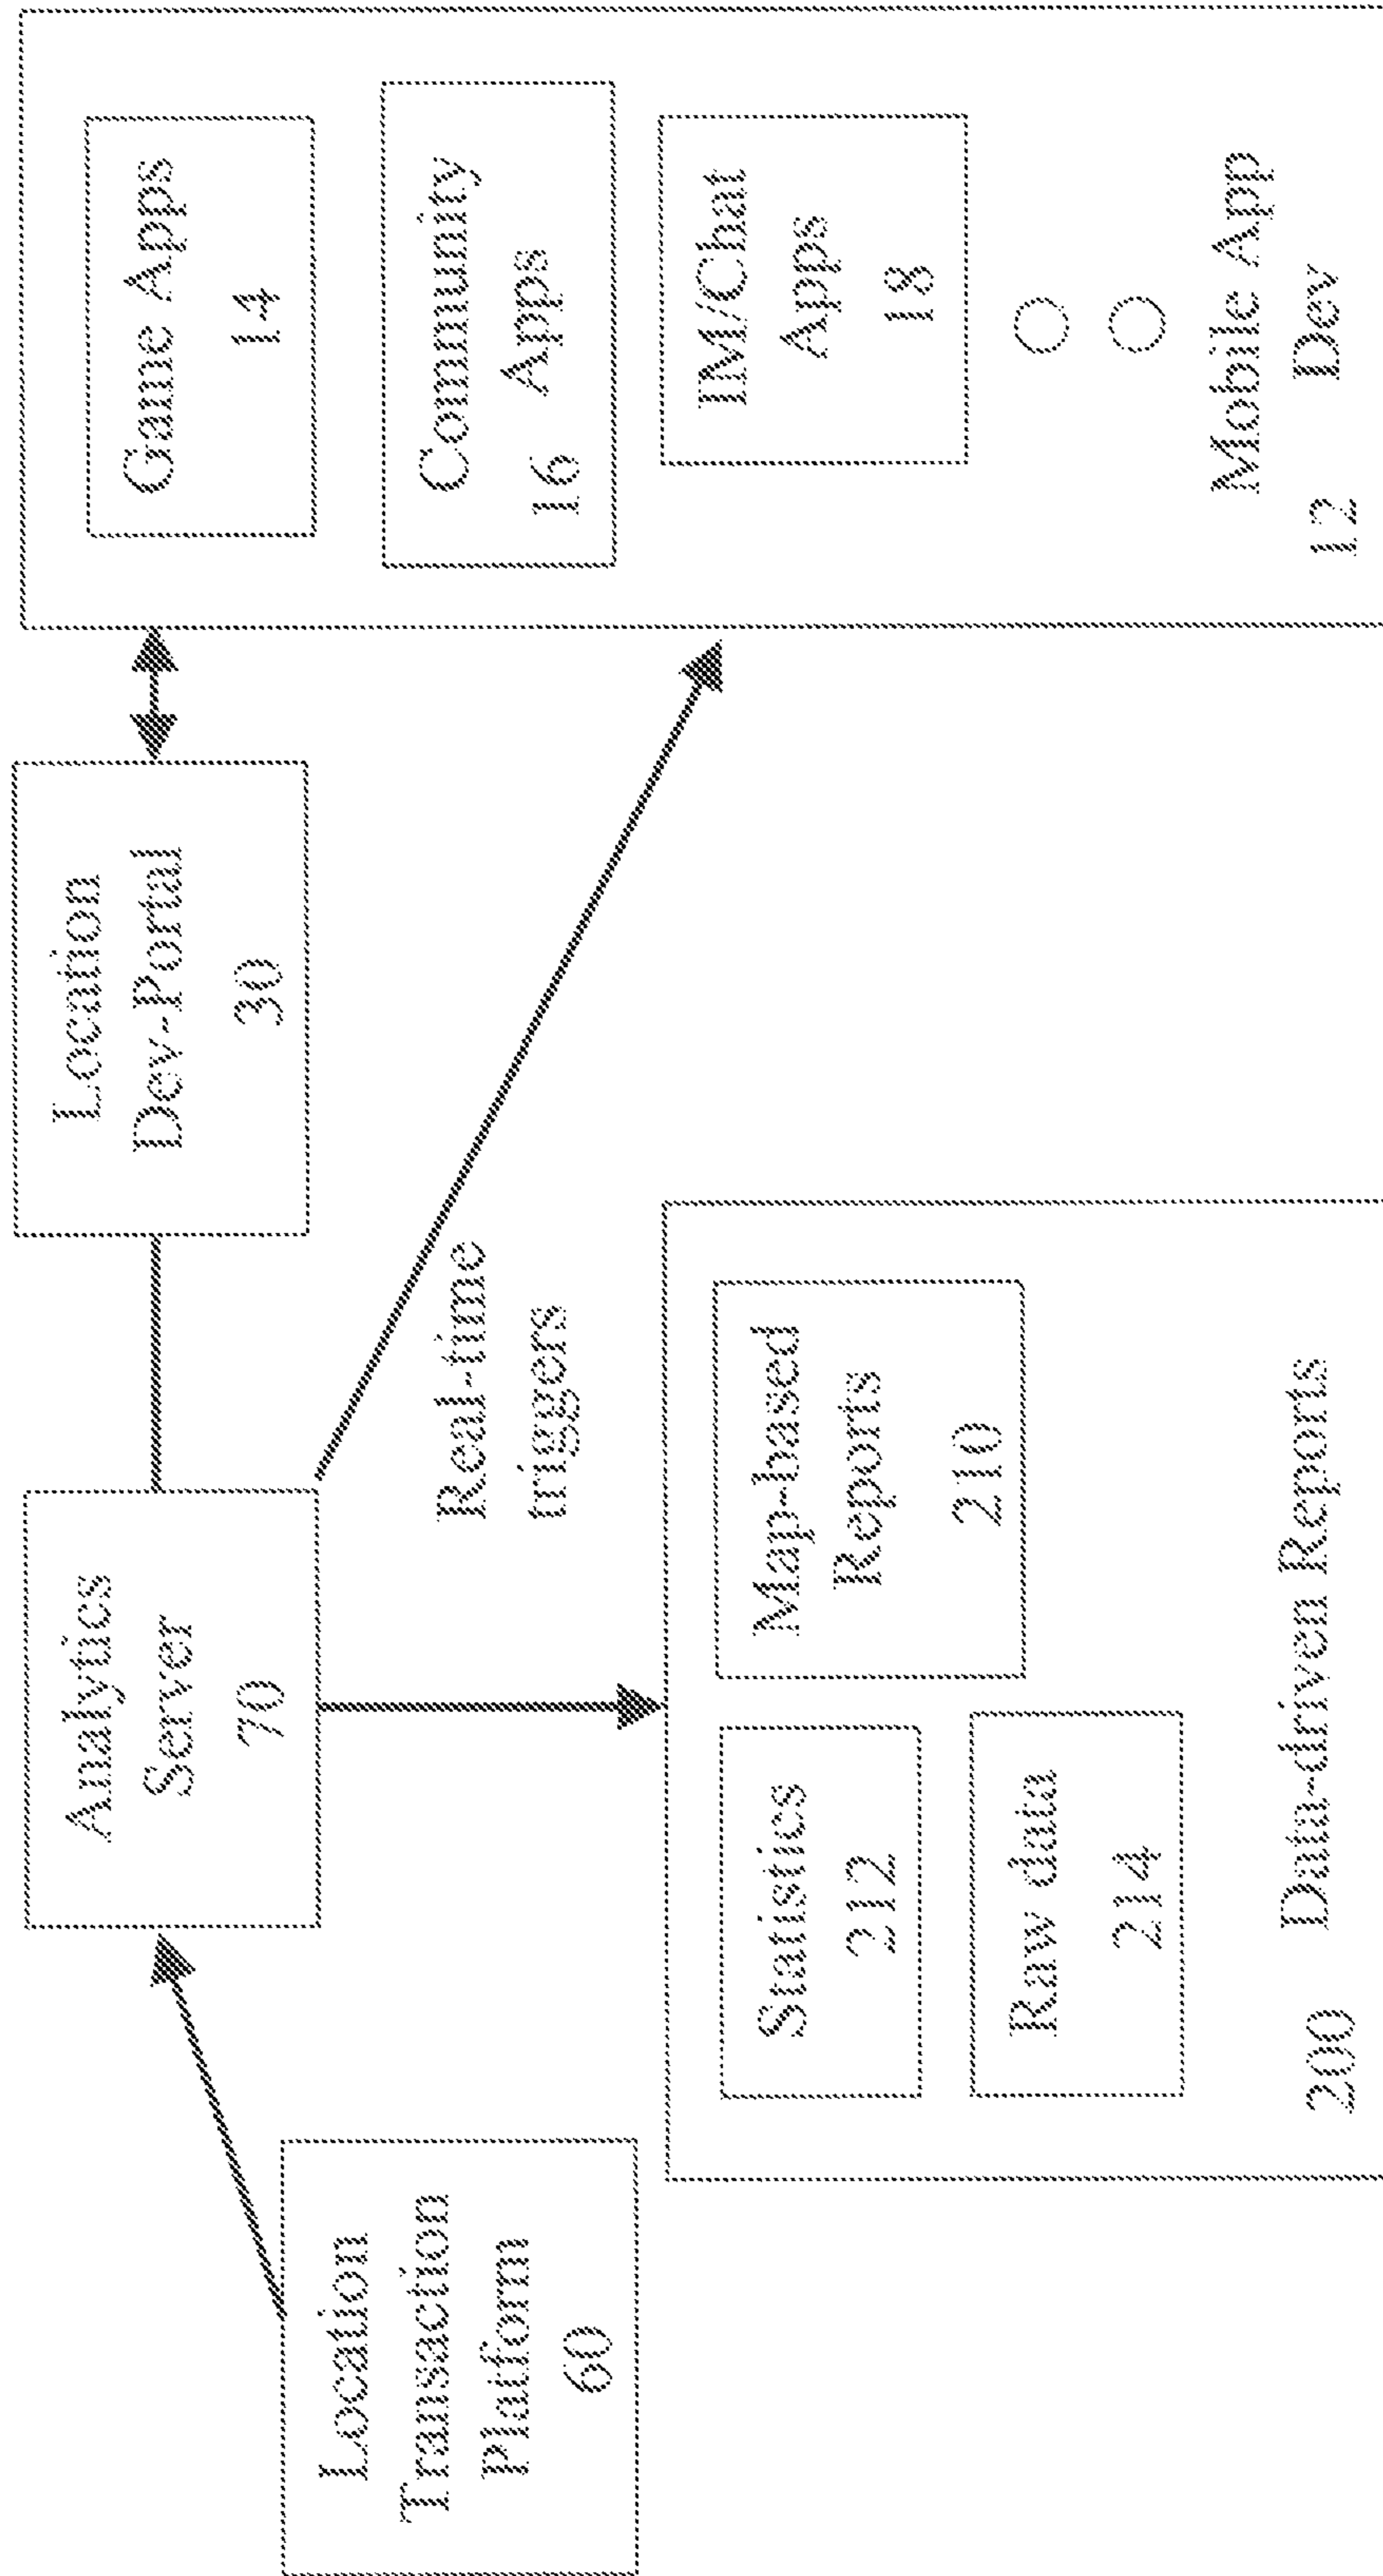 Location
Transaction
Platform
60
Analytics
Server
70
Location
Dev-Portal
30
Real-time
triggers
Game Apps
14
Community
16 Apps
IM/Chat
Apps
18
Mobile App
Dev
12
Statistics
212
Raw data
214
Map-based
Reports
210
Data-driven Reports
200